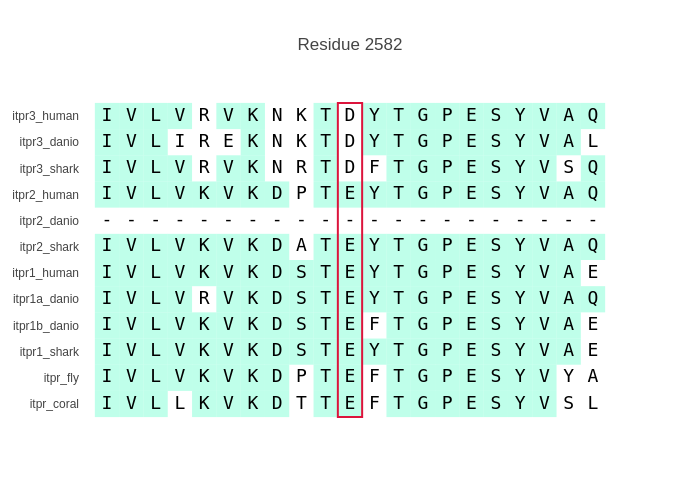 Residue 2582
itpr3_human I V L V R V K N K T D Y T G P E S Y V A Q
itpr3_danio I V L I R E K N K T D Y T G P E S Y V A L
itpr3_shark I V L V R V K N R T D F T G P E S Y V S Q
itpr2_human I V L V K V K D P T E Y T G P E S Y V A Q
itpr2_danio - - - - - - - - - - - - - - - - - - - - -
itpr2_shark I V L V K V K D A T E Y T G P E S Y V A Q
itpr1_human I V L V K V K D S T E Y T G P E S Y V A E
itpr1a_danio I V L V R V K D S T E Y T G P E S Y V A Q
itpr1b_danio I V L V K V K D S T E F T G P E S Y V A E
itpr1_shark I V L V K V K D S T E Y T G P E S Y V A E
itpr_fly I V L V K V K D P T E F T G P E S Y V Y A
itpr_coral I V L L K V K D T T E F T G P E S Y V S L